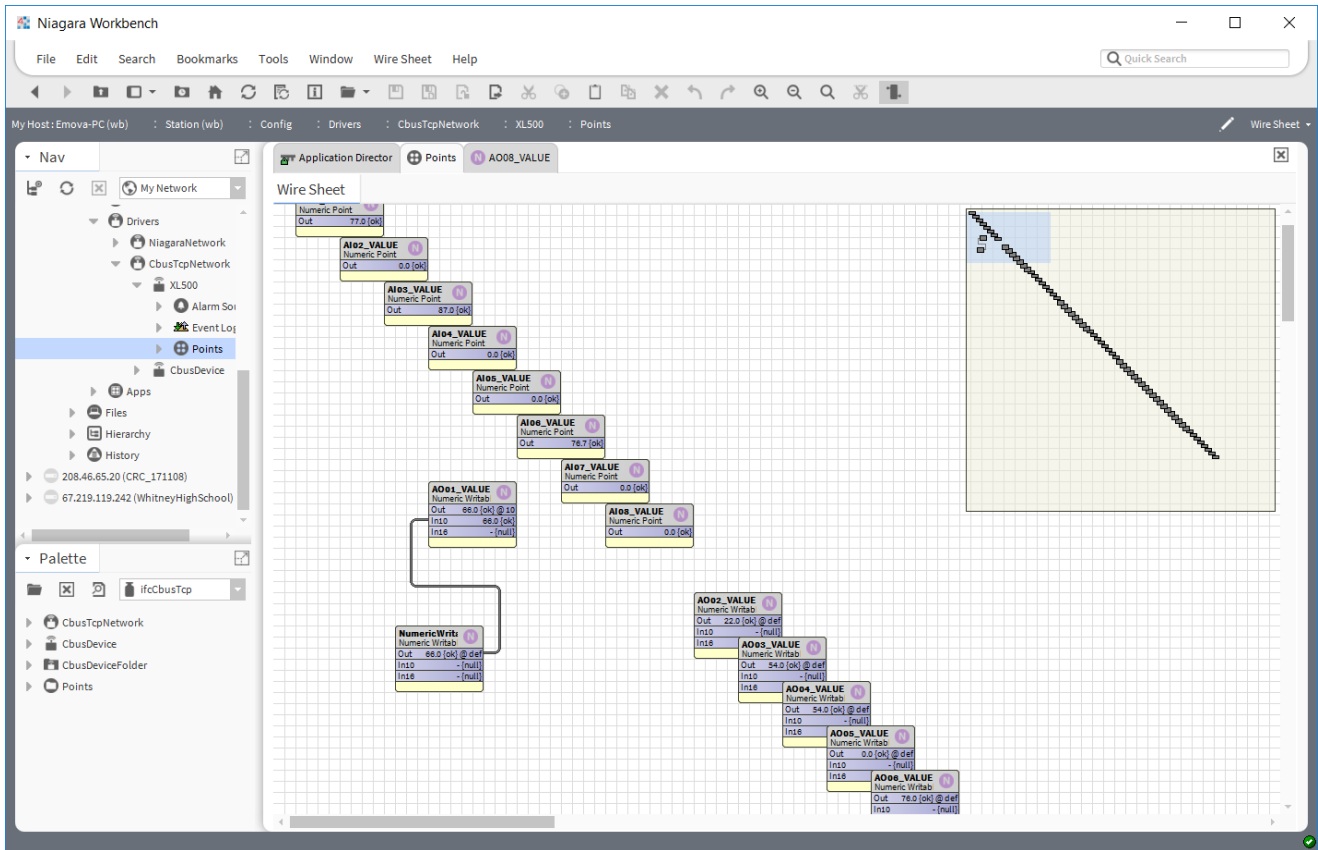 Niagara Workbench
File Edit Search Bookmarks Tools Window Wire Sheet Help
Quick Search
My Host : Emova-PC (wb) : Station (wb) : Config : Drivers : CbusTcpNetwork : XL500 : Points
Wire Sheet
Nav
My Network
Drivers
NiagaraNetwork
CbusTcpNetwork
XL500
Alarm Sou
Event Log
Points
CbusDevice
Apps
Files
Hierarchy
History
208.46.65.20 (CRC_171108)
67.219.119.242 (WhitneyHighSchool)
Palette
ifcCbusTcp
CbusTcpNetwork
CbusDevice
CbusDeviceFolder
Points
Application Director
Points
N AO08_VALUE
Wire Sheet
Numeric Point
Out 77.0 {ok}
AI02_VALUE N
Numeric Point
Out 0.0 {ok}
AI03_VALUE N
Numeric Point
Out 87.0 {ok}
AI04_VALUE N
Numeric Point
Out 0.0 {ok}
AI05_VALUE N
Numeric Point
Out 0.0 {ok}
AI06_VALUE N
Numeric Point
Out 76.7 {ok}
AI07_VALUE N
Numeric Point
Out 0.0 {ok}
AI08_VALUE N
Numeric Point
Out 0.0 {ok}
AO01_VALUE N
Numeric Writab
Out 66.0 {ok} @ 10
In10 66.0 {ok}
In16 - {null}
NumericWrita N
Numeric Writab
Out 66.0 {ok} @ def
In10 - {null}
In16 - {null}
AO02_VALUE N
Numeric Writab
Out 22.0 {ok} @ def
In10 - {null}
In16
AO03_VALUE N
Numeric Writab
Out 54.0 {ok} @ def
In10 - {null}
In16
AO04_VALUE N
Numeric Writab
Out 54.0 {ok} @ def
In10 - {null}
In16
AO05_VALUE N
Numeric Writab
Out 0.0 {ok} @ def
In10 - {null}
In16
AO06_VALUE N
Numeric Writab
Out 76.0 {ok} @ def
In10 - {null}